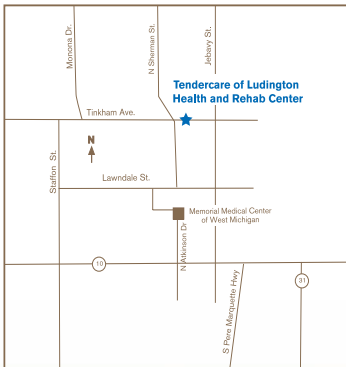 Monona Dr.
N Sherman St.
Jebavy St.
Tendercare of Ludington
Health and Rehab Center
Tinkham Ave.
N
Staffon St.
Lawndale St.
Memorial Medical Center
of West Michigan
N Atkinson Dr
10
S Pere Marquette Hwy
31